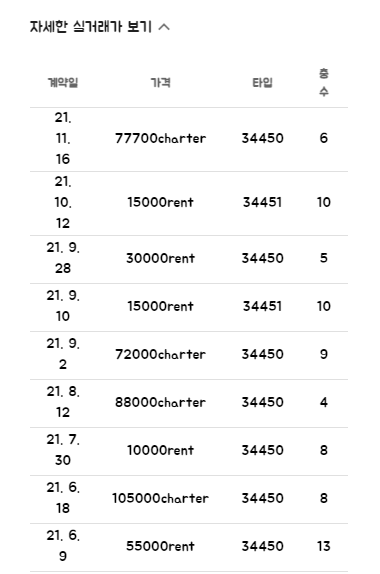 자세한 실거래가 보기
계약일 가격 타입 층
수
21.
11.
16 77700charter 34450 6
21.
10.
12 15000rent 34451 10
21. 9.
28 30000rent 34450 5
21. 9.
10 15000rent 34451 10
21. 9.
2 72000charter 34450 9
21. 8.
12 88000charter 34450 4
21. 7.
30 10000rent 34450 8
21. 6.
18 105000charter 34450 8
21. 6.
9 55000rent 34450 13